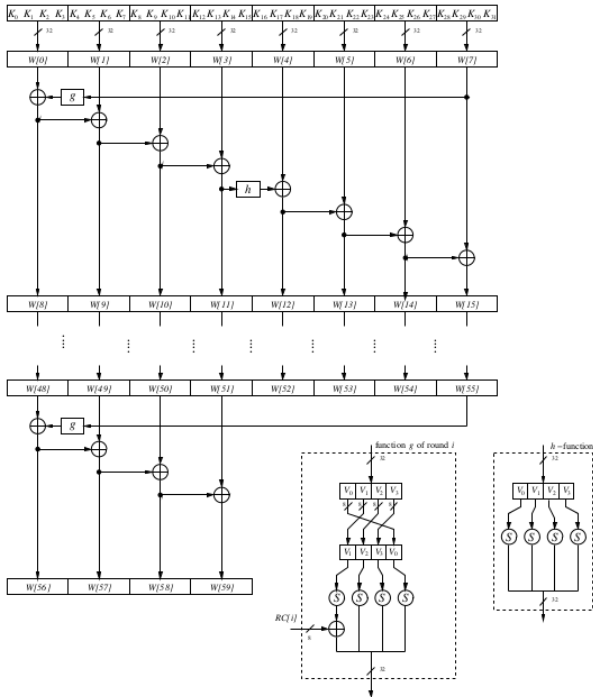 K0 K1 K2 K3 K4 K5 K6 K7 K8 K9 K10 K11 K12 K13 K14 K15 K16 K17 K18 K19 K20 K21 K22 K23 K24 K25 K26 K27 K28 K29 K30 K31
32 32 32 32 32 32 32 32
W[0] W[1] W[2] W[3] W[4] W[5] W[6] W[7]
g
h
W[8] W[9] W[10] W[11] W[12] W[13] W[14] W[15]
W[48] W[49] W[50] W[51] W[52] W[53] W[54] W[55]
g
function g of round i
32
V0 V1 V2 V3
8 8 8 8
V1 V2 V3 V0
S S S S
RC[i]
8
32
h−function
32
V0 V1 V2 V3
S S S S
32
W[56] W[57] W[58] W[59]